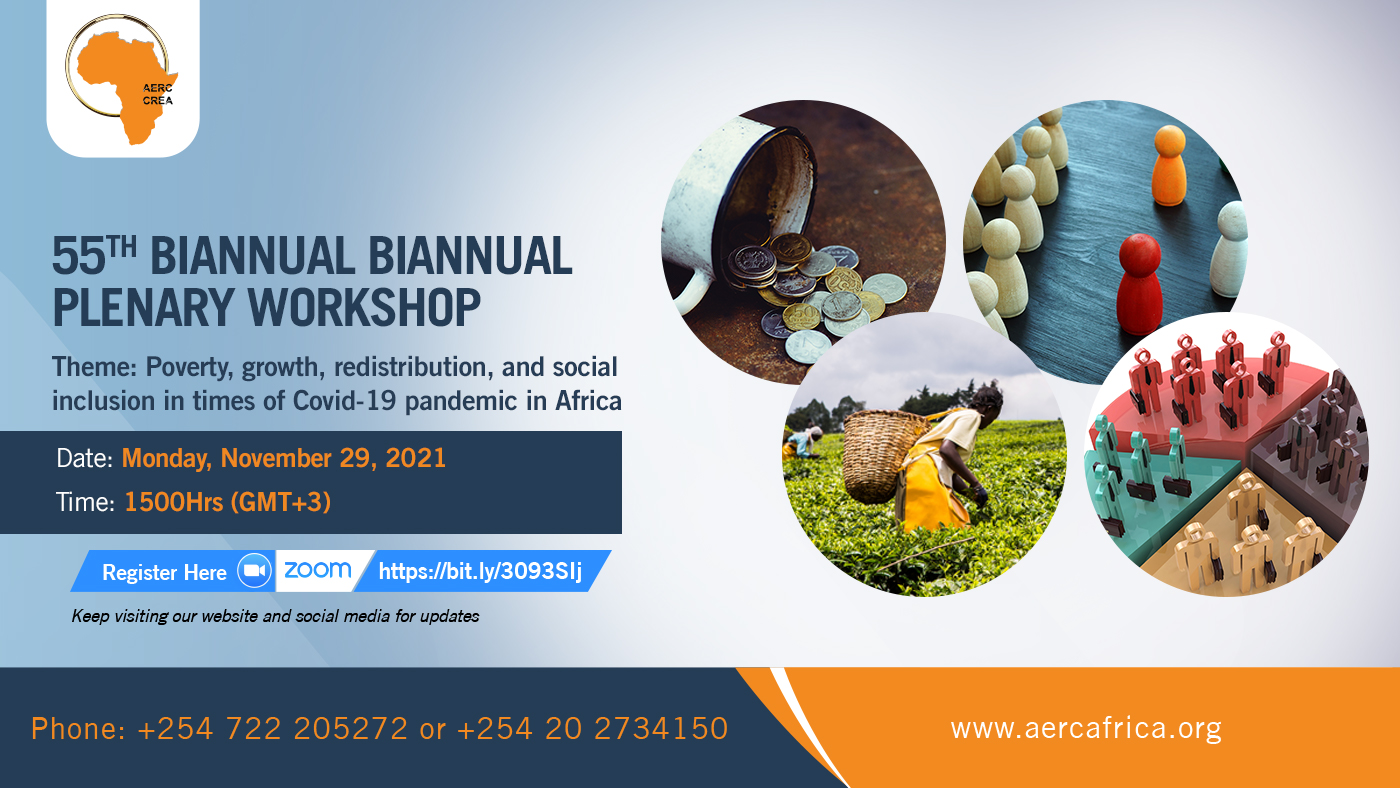 AERC
CREA
55TH BIANNUAL BIANNUAL
PLENARY WORKSHOP
Theme: Poverty, growth, redistribution, and social
inclusion in times of Covid-19 pandemic in Africa
Date: Monday, November 29, 2021
Time: 1500Hrs (GMT+3)
Register Here zoom https://bit.ly/3093SIj
Keep visiting our website and social media for updates
Phone: +254 722 205272 or +254 20 2734150
www.aercafrica.org